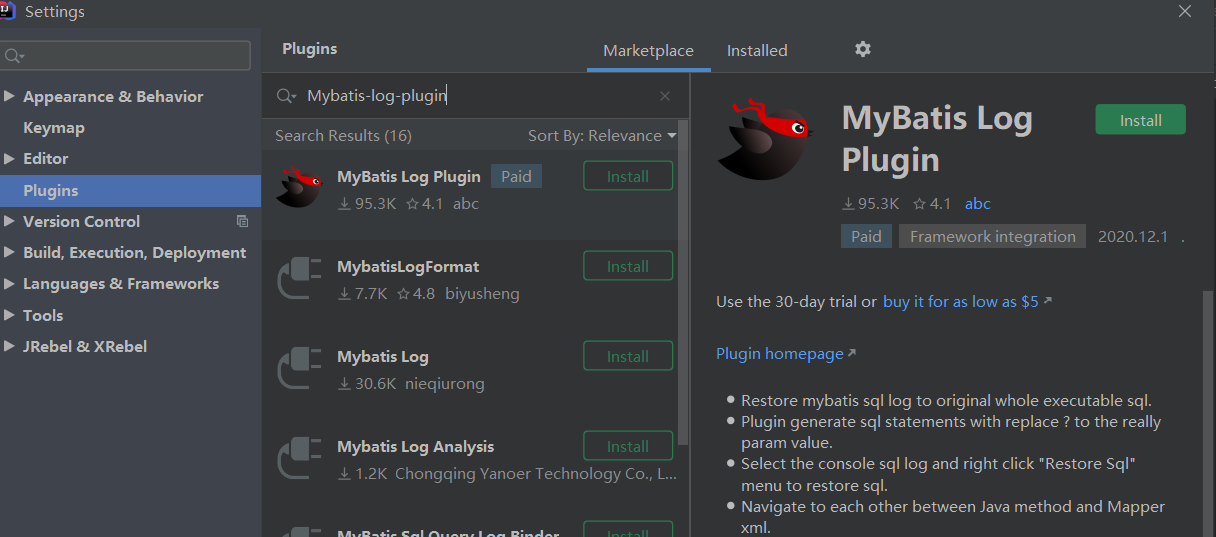 Settings
Plugins
Marketplace
Installed
Appearance & Behavior
Keymap
Editor
Plugins
Version Control
Build, Execution, Deployment
Languages & Frameworks
Tools
JRebel & XRebel
Mybatis-log-plugin
Search Results (16)
Sort By: Relevance
MyBatis Log Plugin Paid Install
95.3K 4.1 abc
MybatisLogFormat Install
7.7K 4.8 biyusheng
Mybatis Log Install
30.6K nieqiurong
Mybatis Log Analysis Install
1.2K Chongqing Yanoer Technology Co., L...
MyBatis Sql Query Log Binder Install
MyBatis Log
Plugin
Install
95.3K 4.1 abc
Paid Framework integration 2020.12.1 .
Use the 30-day trial or buy it for as low as $5
Plugin homepage
Restore mybatis sql log to original whole executable sql.
Plugin generate sql statements with replace ? to the really
param value.
Select the console sql log and right click "Restore Sql"
menu to restore sql.
Navigate to each other between Java method and Mapper
xml.